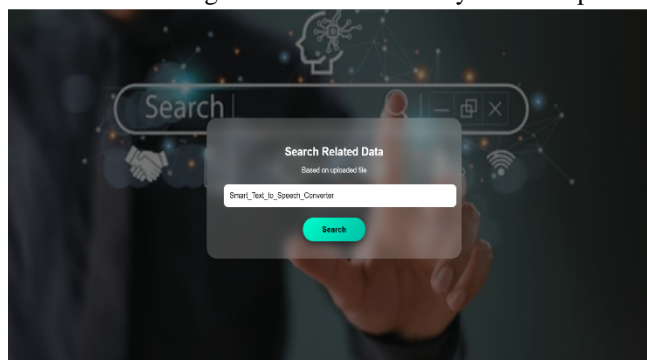 Search
Search Related Data
Based on uploaded file
Smart_Text_to_Speech_Converter
Search